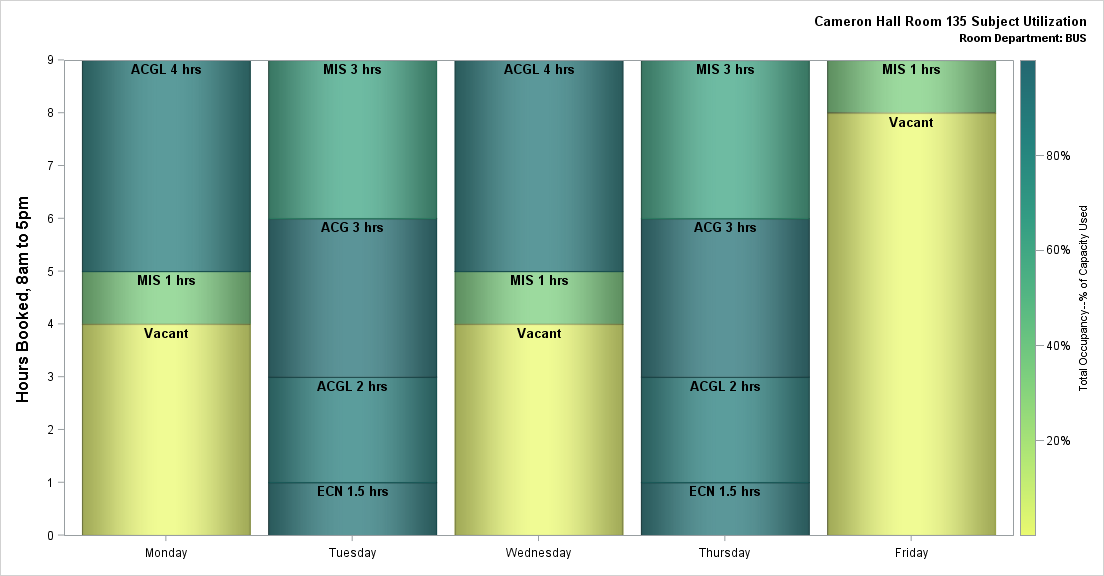 Cameron Hall Room 135 Subject Utilization
Room Department: BUS
Hours Booked, 8am to 5pm
9
8
7
6
5
4
3
2
1
0
ACGL 4 hrs
MIS 1 hrs
Vacant
MIS 3 hrs
ACG 3 hrs
ACGL 2 hrs
ECN 1.5 hrs
ACGL 4 hrs
MIS 1 hrs
Vacant
MIS 3 hrs
ACG 3 hrs
ACGL 2 hrs
ECN 1.5 hrs
MIS 1 hrs
Vacant
Monday
Tuesday
Wednesday
Thursday
Friday
80%
60%
40%
20%
Total Occupancy--% of Capacity Used